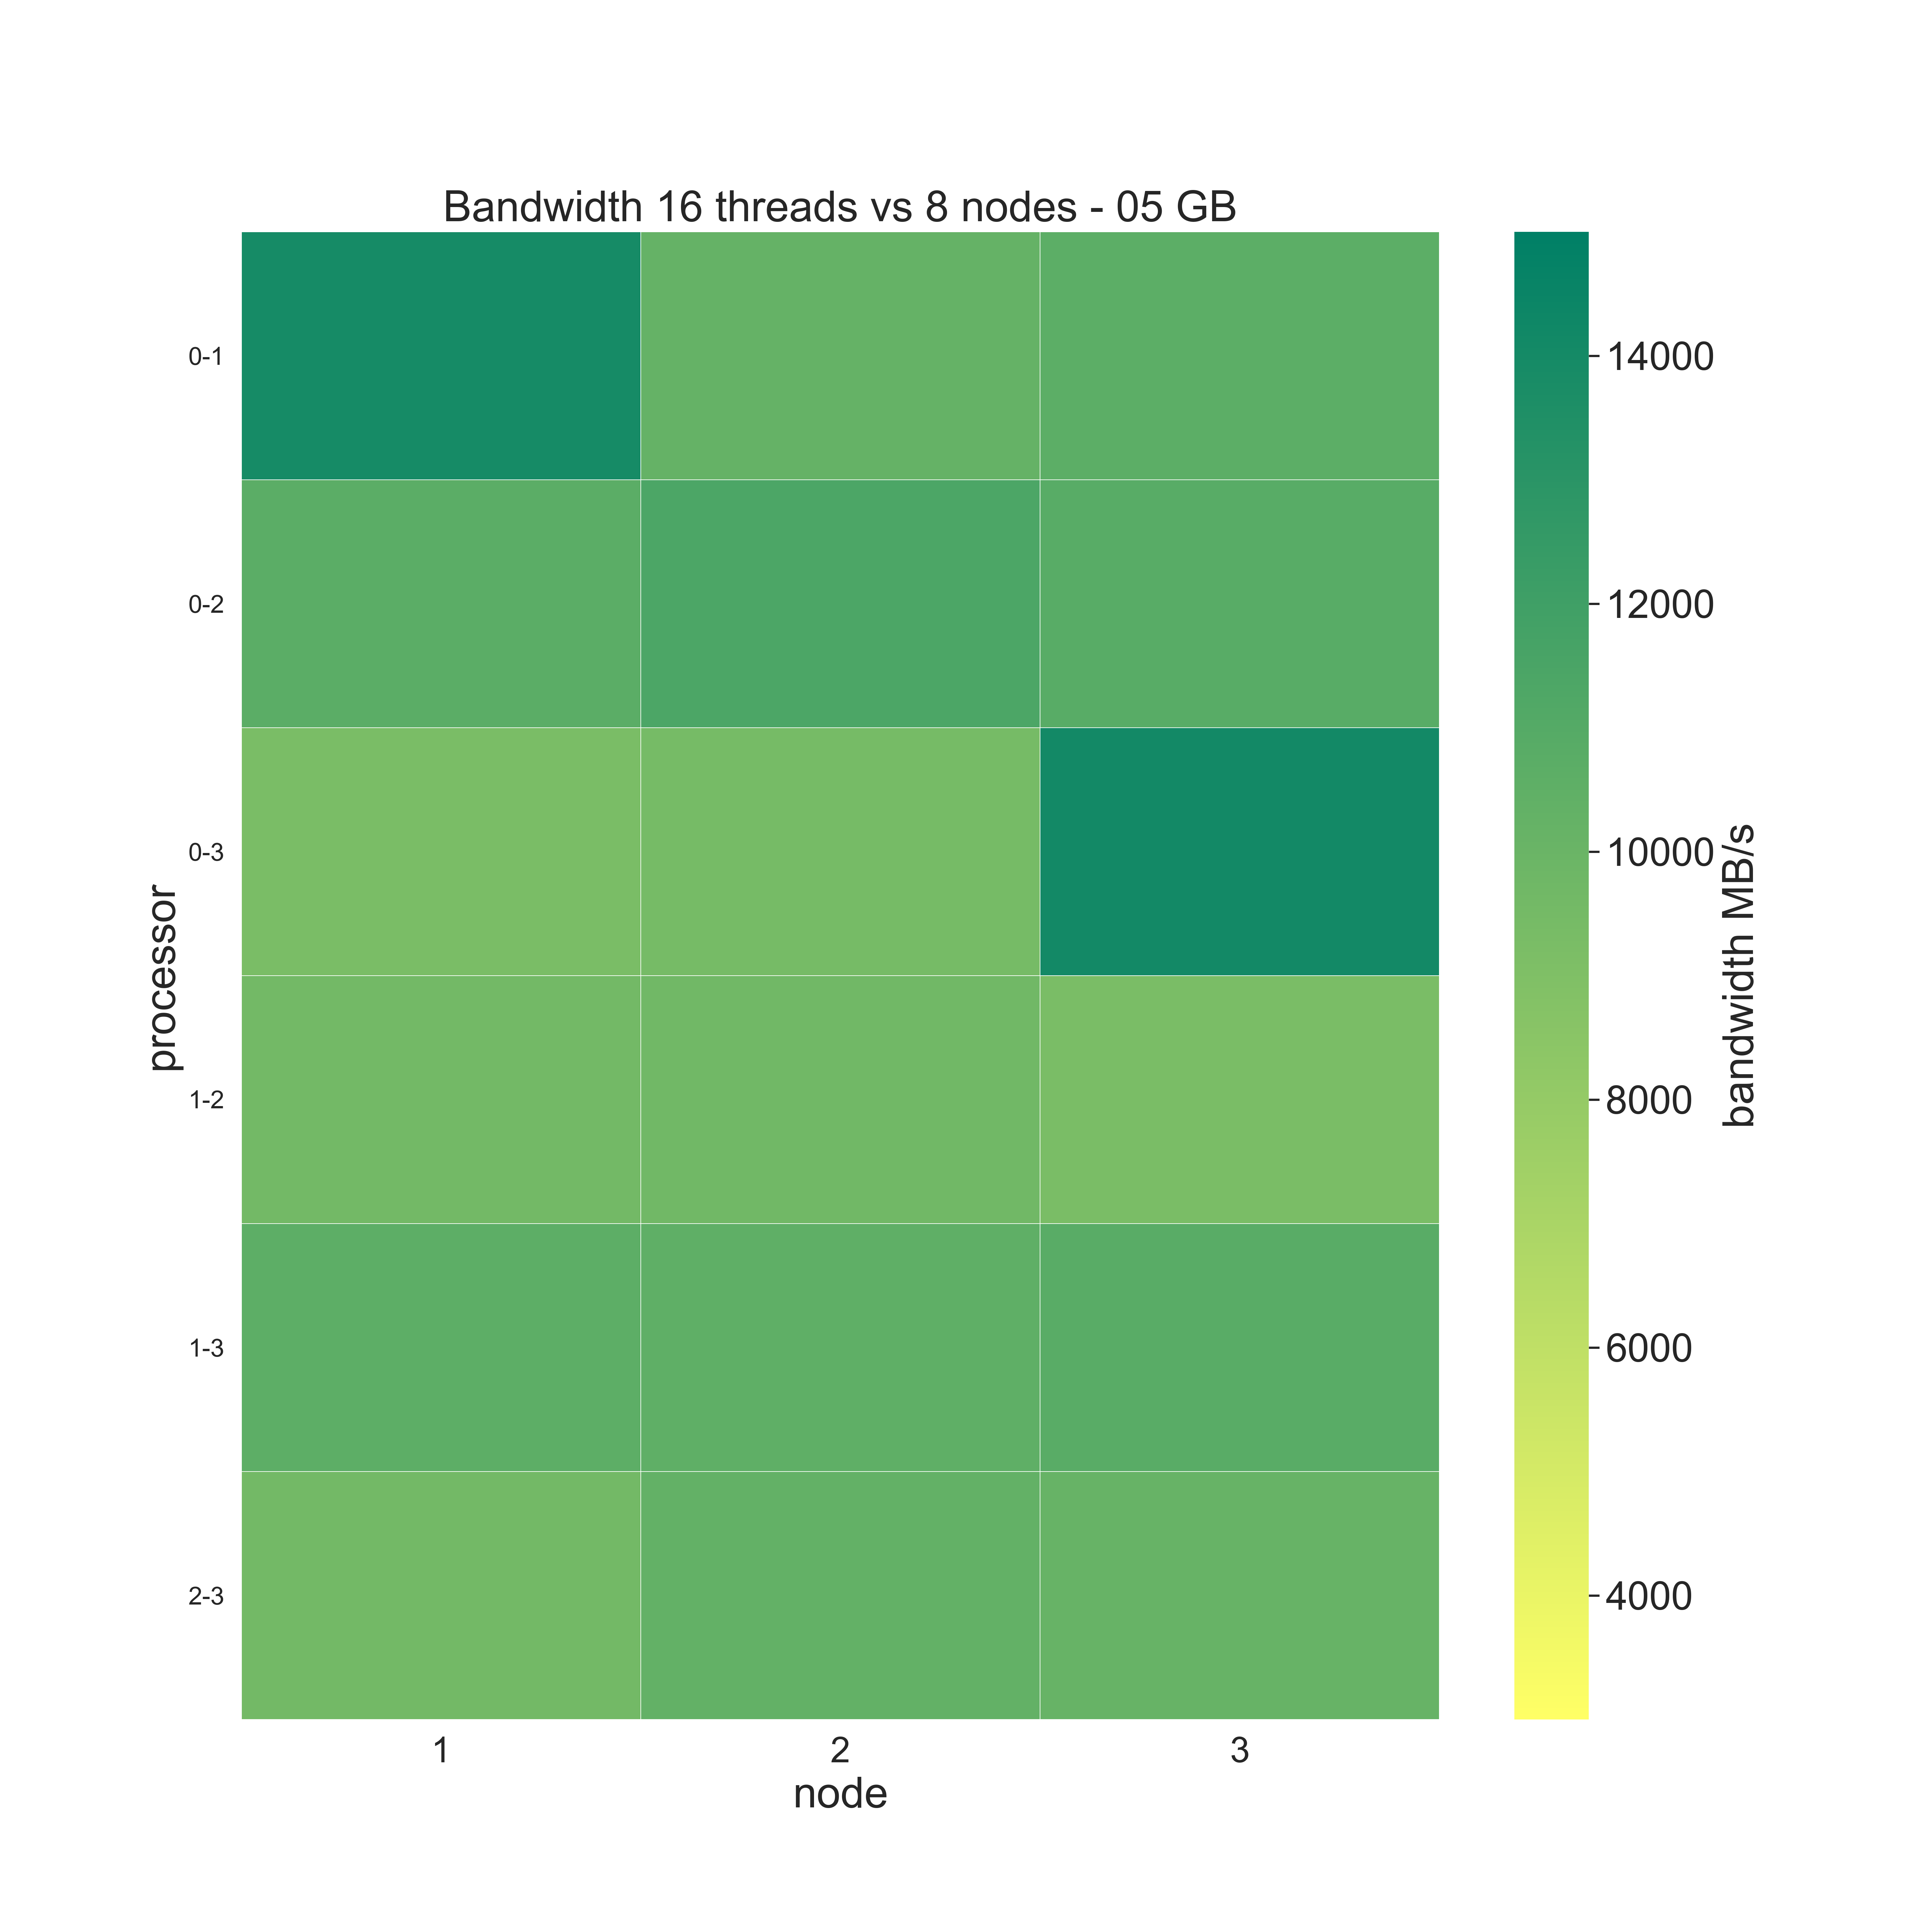 Bandwidth 16 threads vs 8 nodes - 05 GB
processor
0-1
0-2
0-3
1-2
1-3
2-3
1 2 3
node
14000
12000
10000
8000
6000
4000
bandwidth MB/s